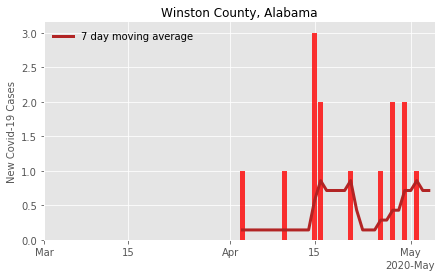 Winston County, Alabama
7 day moving average
New Covid-19 Cases
3.0
2.5
2.0
1.5
1.0
0.5
0.0
Mar
15
Apr
15
May
2020-May